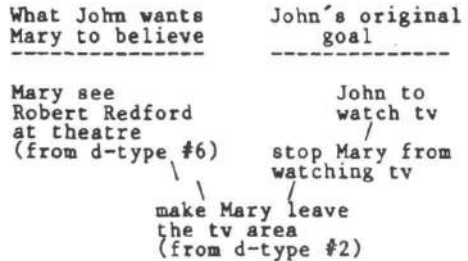 What John wants
Mary to believe
---------------
John´s original
goal
--------------
Mary see
Robert Redford
at theatre
(from d-type #6)
John to
watch tv
stop Mary from
watching tv
make Mary leave
the tv area
(from d-type #2)